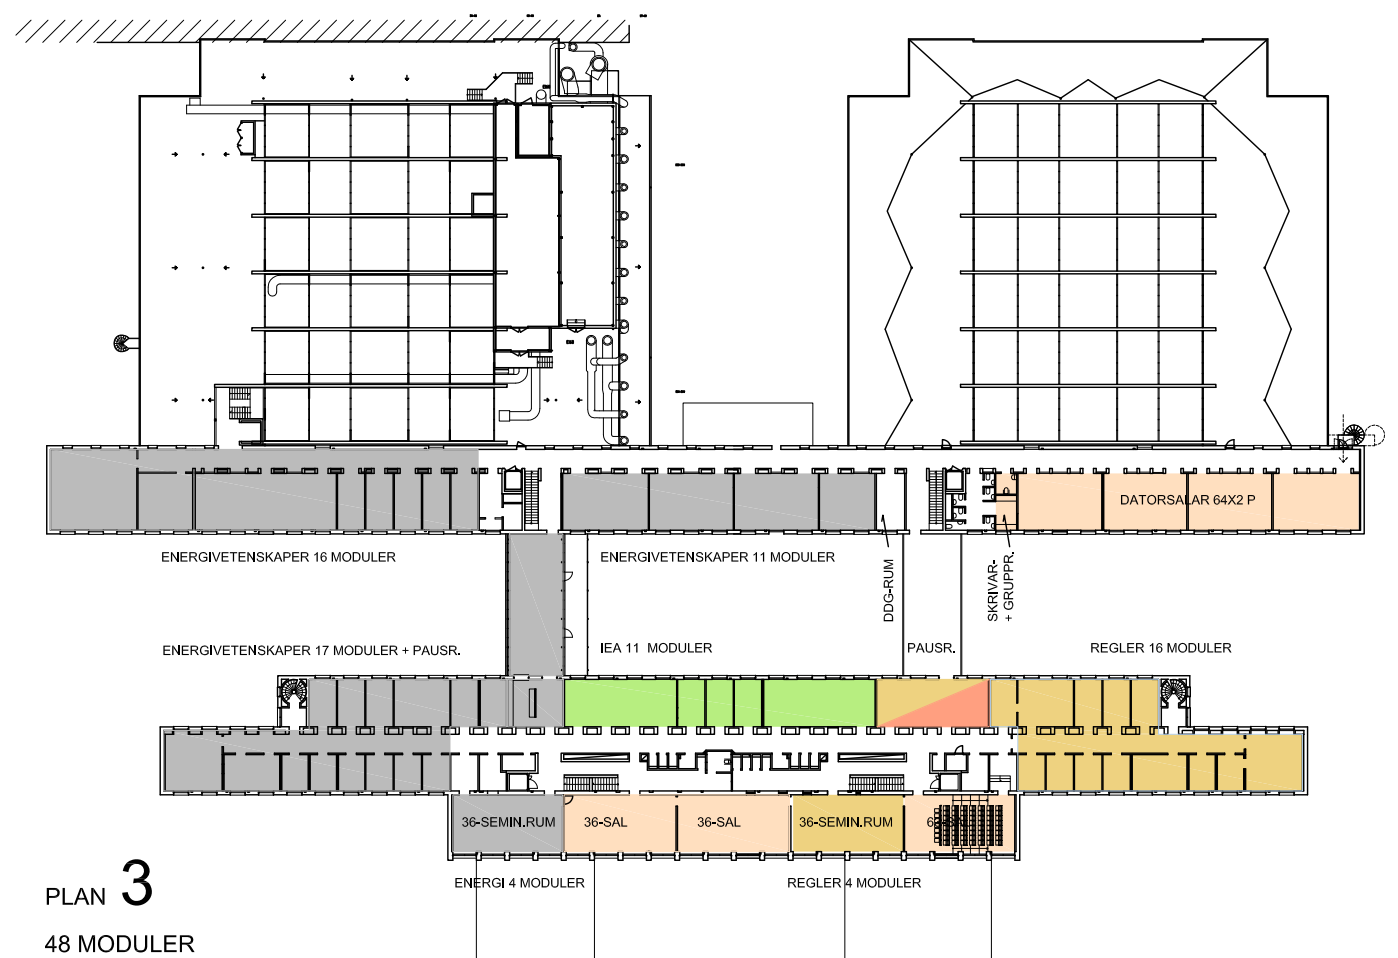 DATORSALAR 64X2 P
ENERGIVETENSKAPER 16 MODULER
ENERGIVETENSKAPER 11 MODULER
DDG-RUM
SKRIVAR-
+ GRUPPR.
ENERGIVETENSKAPER 17 MODULER + PAUSR.
IEA 11 MODULER
PAUSR.
REGLER 16 MODULER
36-SEMIN.RUM
36-SAL
36-SAL
36-SEMIN.RUM
ENERGI 4 MODULER
REGLER 4 MODULER
PLAN 3
48 MODULER